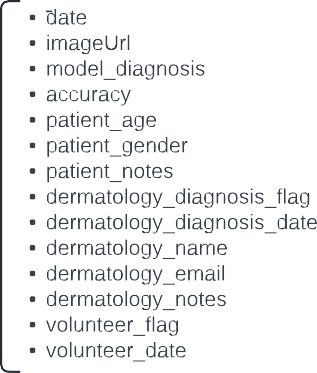 date
imageUrl
model_diagnosis
accuracy
patient_age
patient_gender
patient_notes
dermatology_diagnosis_flag
dermatology_diagnosis_date
dermatology_name
dermatology_email
dermatology_notes
volunteer_flag
volunteer_date